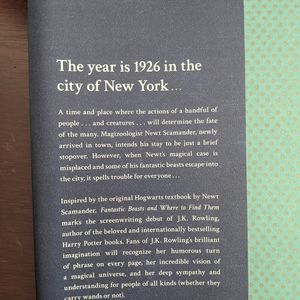 The year is 1926 in the
city of New York ...
A time and place where the actions of a handful of
people . . . and creatures . . . will determine the fate
of the many. Magizoologist Newt Scamander, newly
arrived in town, intends his stay to be just a brief
stopover. However, when Newt's magical case is
misplaced and some of his fantastic beasts escape into
the city, it spells trouble for everyone . . .
Inspired by the original Hogwarts textbook by Newt
Scamander, Fantastic Beasts and Where to Find Them
marks the screenwriting debut of J.K. Rowling,
author of the beloved and internationally bestselling
Harry Potter books. Fans of J.K. Rowling's brilliant
imagination will recognize her humorous turn
of phrase on every page, her incredible vision of
a magical universe, and her deep sympathy and
understanding for people of all kinds (whether they
carry wands or not).